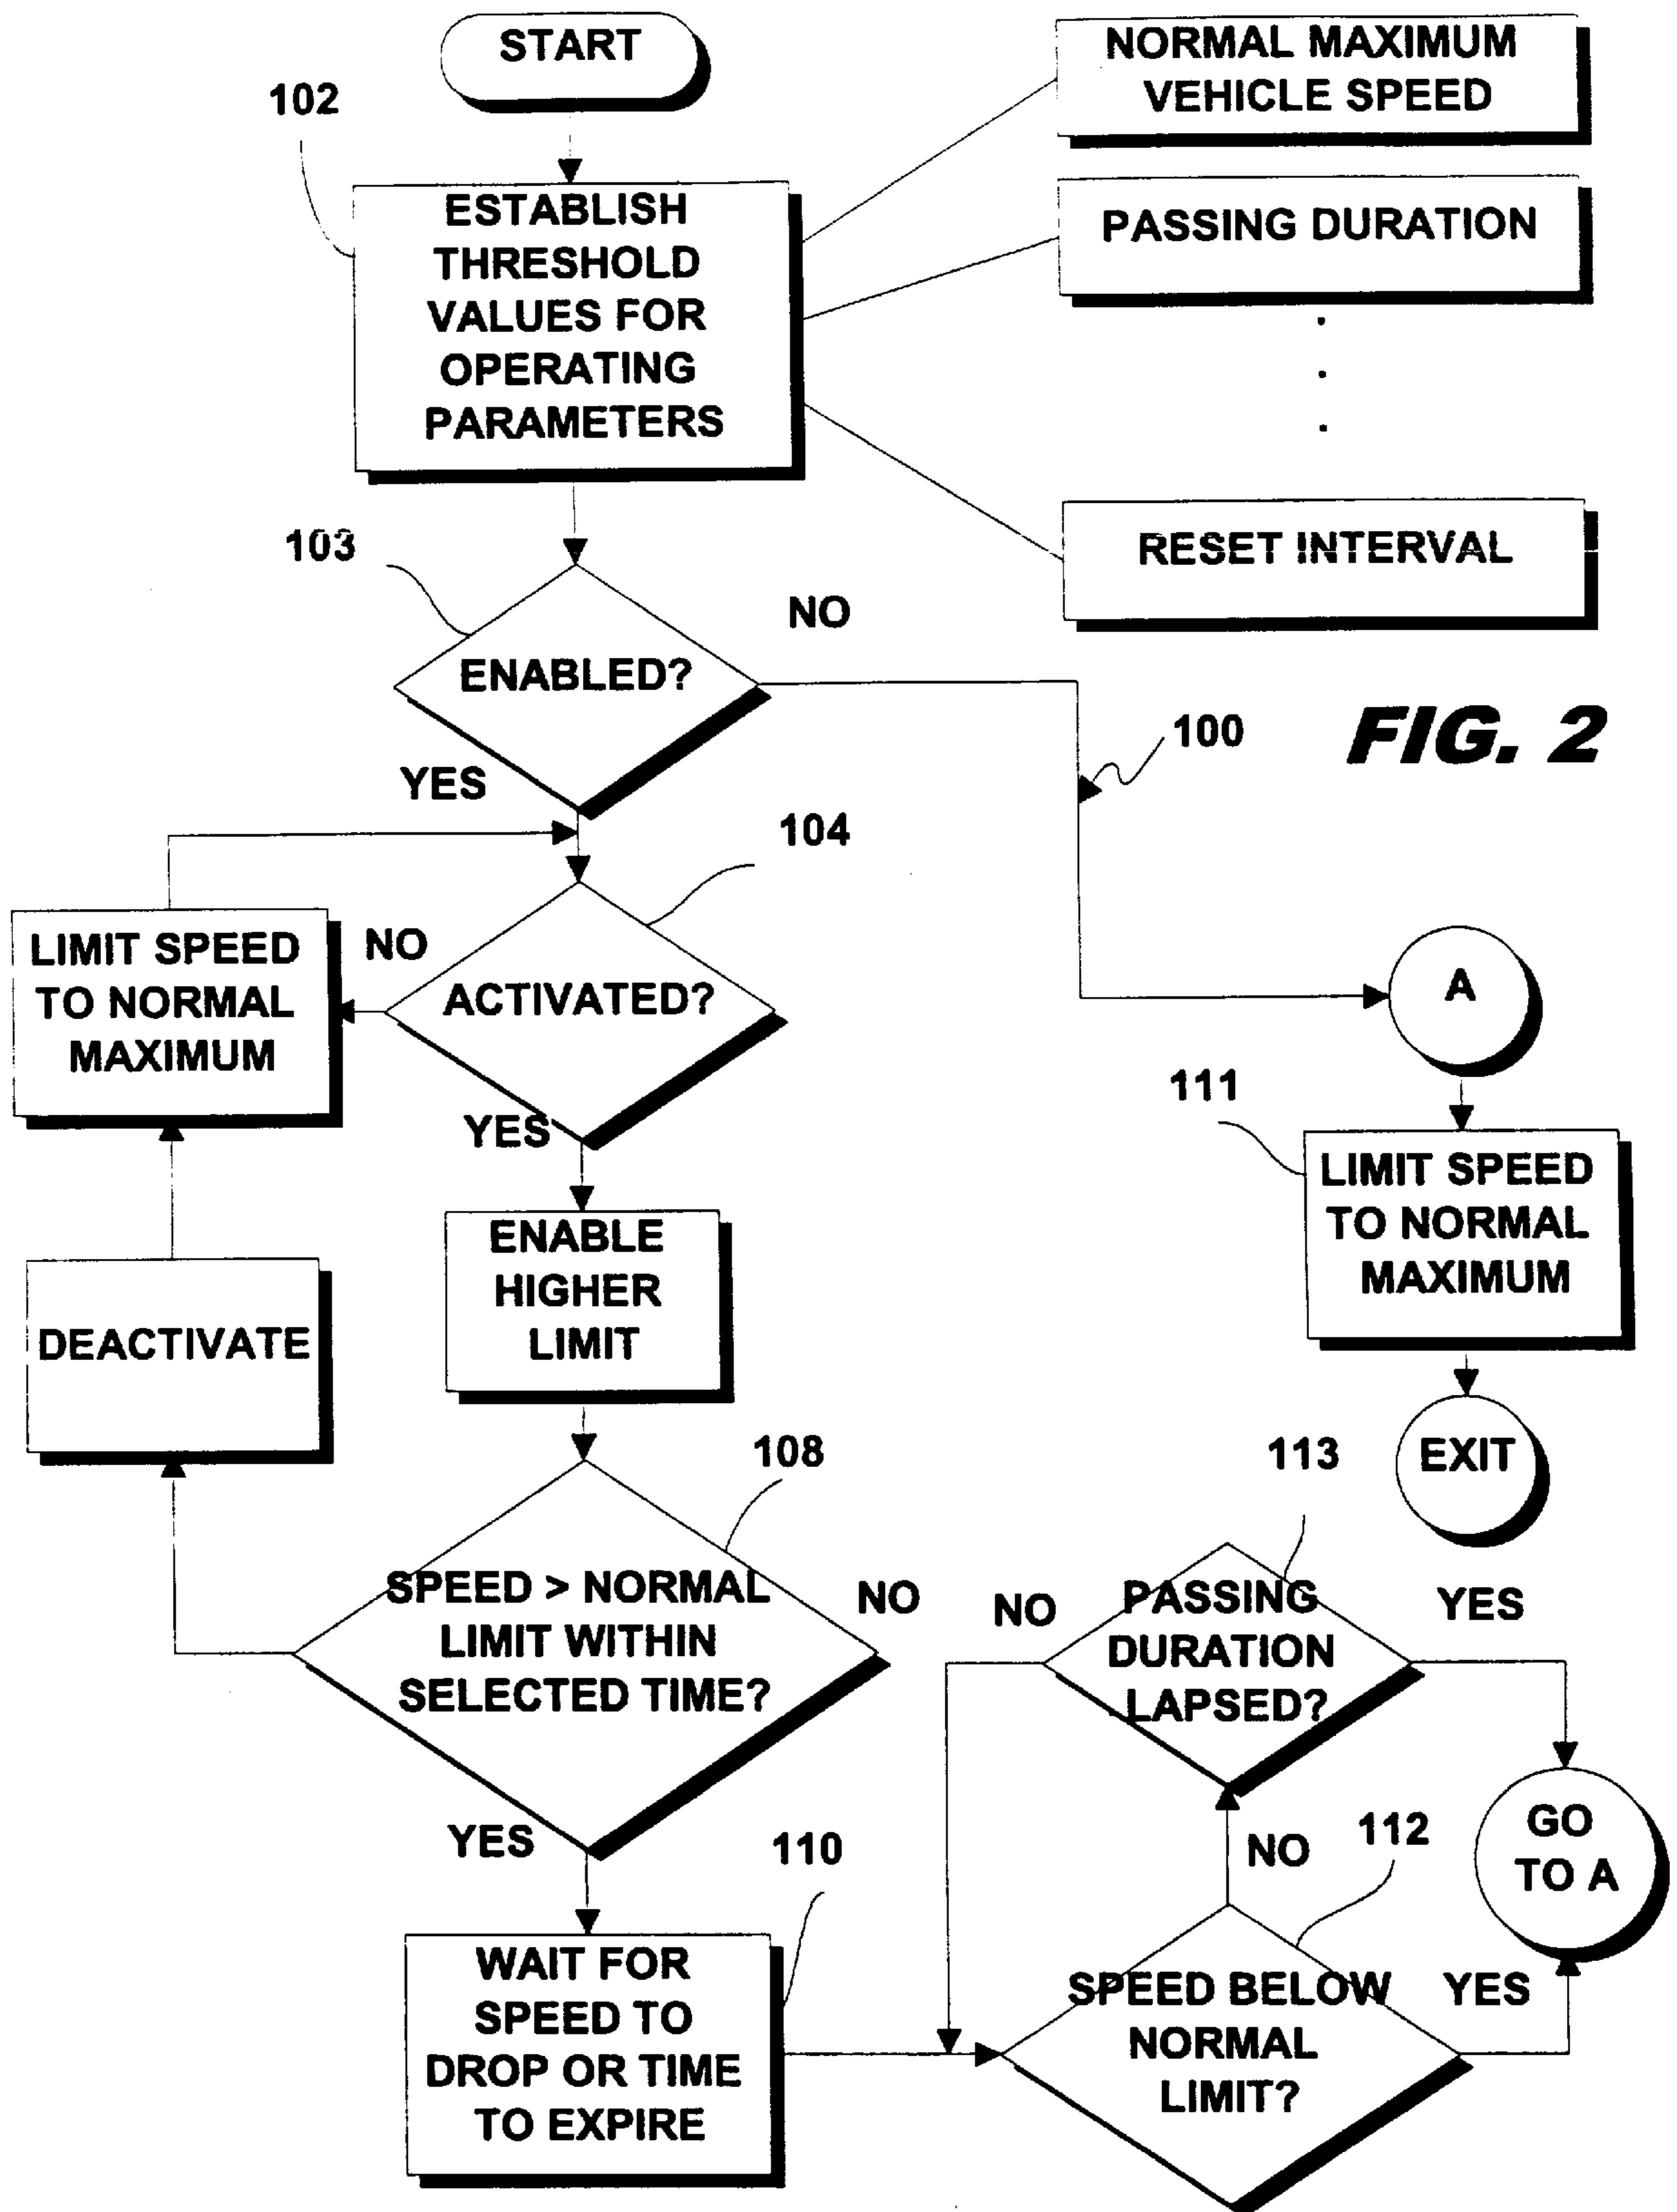 START
102
NORMAL MAXIMUM
VEHICLE SPEED
ESTABLISH
THRESHOLD
VALUES FOR
OPERATING
PARAMETERS
PASSING DURATION
.
.
.
RESET INTERVAL
103
ENABLED?
NO
YES
100
FIG. 2
104
LIMIT SPEED
TO NORMAL
MAXIMUM
NO
ACTIVATED?
YES
A
111
LIMIT SPEED
TO NORMAL
MAXIMUM
EXIT
ENABLE
HIGHER
LIMIT
DEACTIVATE
108
SPEED > NORMAL
LIMIT WITHIN
SELECTED TIME?
NO
YES
113
NO
PASSING
DURATION
LAPSED?
YES
GO
TO A
110
WAIT FOR
SPEED TO
DROP OR TIME
TO EXPIRE
NO
112
SPEED BELOW
NORMAL
LIMIT?
YES